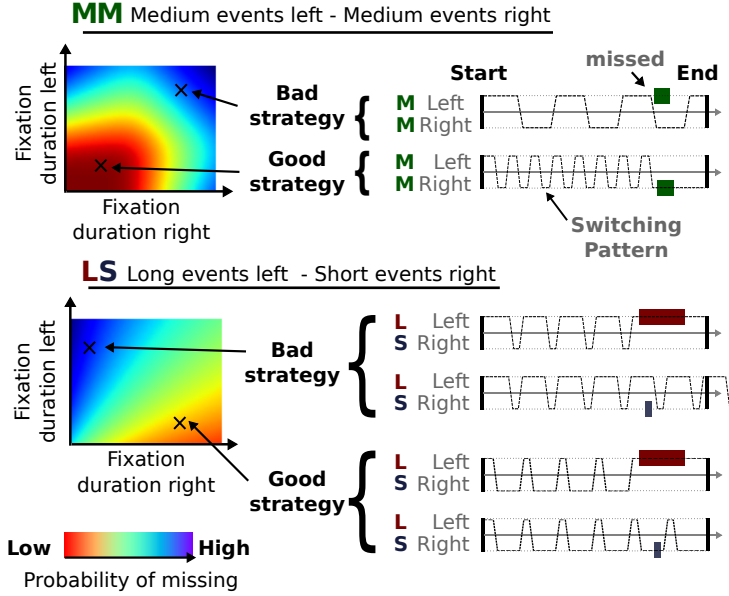 MM Medium events left - Medium events right
Fixation
duration left
Fixation
duration right
Bad
strategy
Good
strategy
Start
missed
End
M Left
M Right
M Left
M Right
Switching
Pattern
LS Long events left - Short events right
Fixation
duration left
Fixation
duration right
Bad
strategy
Good
strategy
L Left
S Right
L Left
S Right
L Left
S Right
L Left
S Right
Low
High
Probability of missing